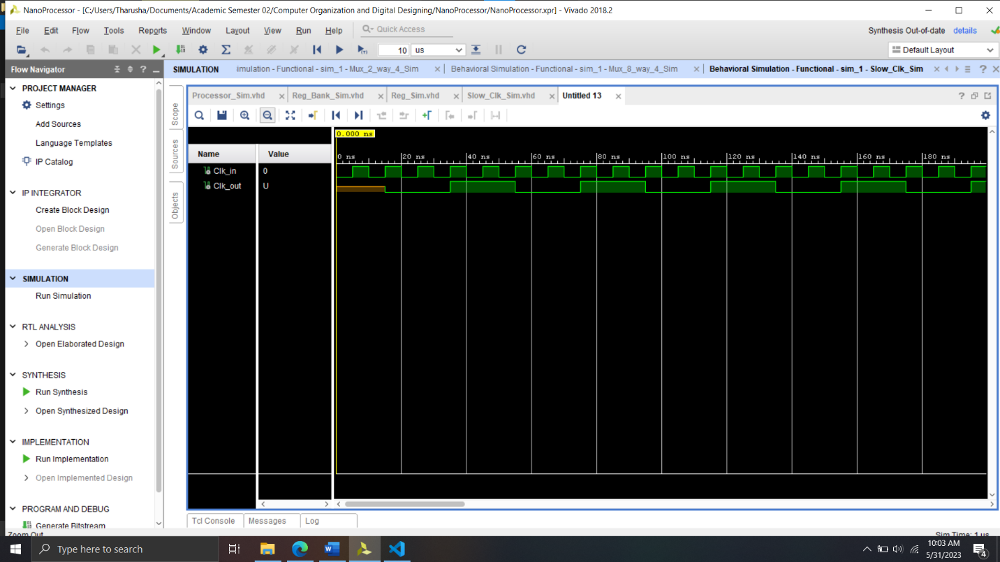 NanoProcessor - [C:/Users/Tharusha/Documents/Academic Semester 02/Computer Organization and Digital Designing/NanoProcessor/NanoProcessor.xpr] - Vivado 2018.2
File Edit Flow Tools Reports Window Layout View Run Help Quick Access
Synthesis Out-of-date details
10 us
Default Layout
Flow Navigator
SIMULATION
imulation - Functional - sim_1 - Mux_2_way_4_Sim
Behavioral Simulation - Functional - sim_1 - Mux_8_way_4_Sim
Behavioral Simulation - Functional - sim_1 - Slow_Clk_Sim
PROJECT MANAGER
Settings
Add Sources
Language Templates
IP Catalog
IP INTEGRATOR
Create Block Design
Open Block Design
Generate Block Design
SIMULATION
Run Simulation
RTL ANALYSIS
Open Elaborated Design
SYNTHESIS
Run Synthesis
Open Synthesized Design
IMPLEMENTATION
Run Implementation
Open Implemented Design
PROGRAM AND DEBUG
Generate Bitstream
Zoom Out
Scope
Sources
Objects
Processor_Sim.vhd Reg_Bank_Sim.vhd Reg_Sim.vhd Slow_Clk_Sim.vhd Untitled 13
0.000 ns
Name Value
0 ns 20 ns 40 ns 60 ns 80 ns 100 ns 120 ns 140 ns 160 ns 180 ns
Clk_in 0
Clk_out U
Tcl Console Messages Log
Sim Time: 1 us
Type here to search
10:03 AM
5/31/2023
4